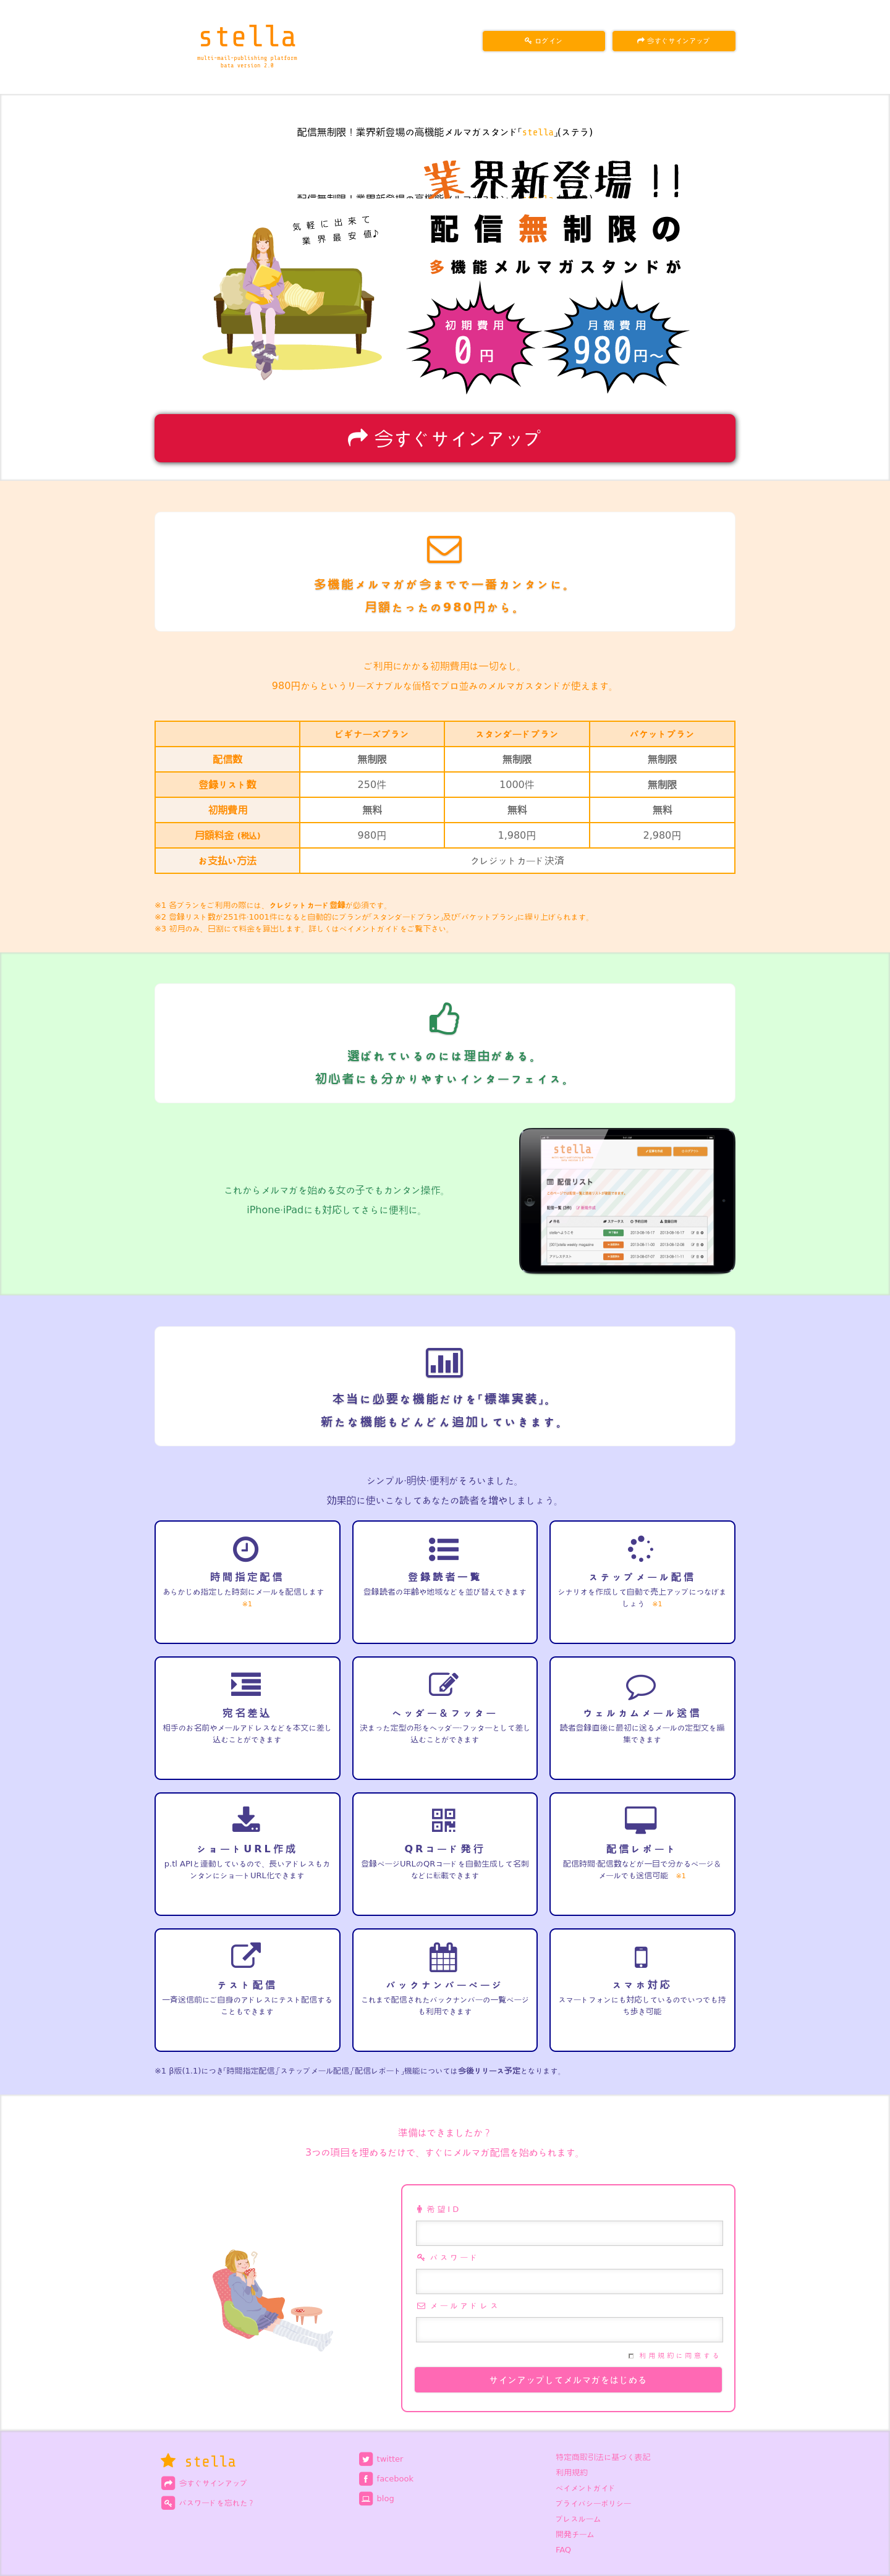 stella
multi-mail-publishing platform
bata version 2.0
ログイン
今すぐサインアップ
配信無制限！業界新登場の高機能メルマガスタンド「stella」(ステラ)
業界新登場!!
気軽に出来て
業界最安値♪
配信無制限の
多機能メルマガスタンドが
初期費用
0円
月額費用
980円〜
今すぐサインアップ
多機能メルマガが今までで一番カンタンに。
月額たったの980円から。
ご利用にかかる初期費用は一切なし。
980円からというリーズナブルな価格でプロ並みのメルマガスタンドが使えます。
ビギナーズプラン スタンダードプラン パケットプラン
配信数 無制限 無制限 無制限
登録リスト数 250件 1000件 無制限
初期費用 無料 無料 無料
月額料金 (税込) 980円 1,980円 2,980円
お支払い方法 クレジットカード決済
※1 各プランをご利用の際には、クレジットカード登録が必須です。
※2 登録リスト数が251件･1001件になると自動的にプランが「スタンダードプラン」及び「パケットプラン」に繰り上げられます。
※3 初月のみ、日割にて料金を算出します。詳しくはペイメントガイドをご覧下さい。
選ばれているのには理由がある。
初心者にも分かりやすいインターフェイス。
これからメルマガを始める女の子でもカンタン操作。
iPhone･iPadにも対応してさらに便利に。
stella
配信リスト
本当に必要な機能だけを「標準実装」。
新たな機能もどんどん追加していきます。
シンプル･明快･便利がそろいました。
効果的に使いこなしてあなたの読者を増やしましょう。
時間指定配信
あらかじめ指定した時刻にメールを配信します
※1
登録読者一覧
登録読者の年齢や地域などを並び替えできます
ステップメール配信
シナリオを作成して自動で売上アップにつなげま
しょう ※1
宛名差込
相手のお名前やメールアドレスなどを本文に差し
込むことができます
ヘッダー＆フッター
決まった定型の形をヘッダー･フッターとして差し
込むことができます
ウェルカムメール送信
読者登録直後に最初に送るメールの定型文を編
集できます
ショートURL作成
p.tl APIと連動しているので、長いアドレスもカ
ンタンにショートURL化できます
QRコード発行
登録ページURLのQRコードを自動生成して名刺
などに転載できます
配信レポート
配信時間･配信数などが一目で分かるページ＆
メールでも送信可能 ※1
テスト配信
一斉送信前にご自身のアドレスにテスト配信する
こともできます
バックナンバーページ
これまで配信されたバックナンバーの一覧ページ
も利用できます
スマホ対応
スマートフォンにも対応しているのでいつでも持
ち歩き可能
※1 β版(1.1)につき「時間指定配信／ステップメール配信／配信レポート」機能については今後リリース予定となります。
準備はできましたか？
3つの項目を埋めるだけで、すぐにメルマガ配信を始められます。
希望ID
パスワード
メールアドレス
利用規約に同意する
サインアップしてメルマガをはじめる
stella
今すぐサインアップ
パスワードを忘れた？
twitter
facebook
blog
特定商取引法に基づく表記
利用規約
ペイメントガイド
プライバシーポリシー
プレスルーム
開発チーム
FAQ